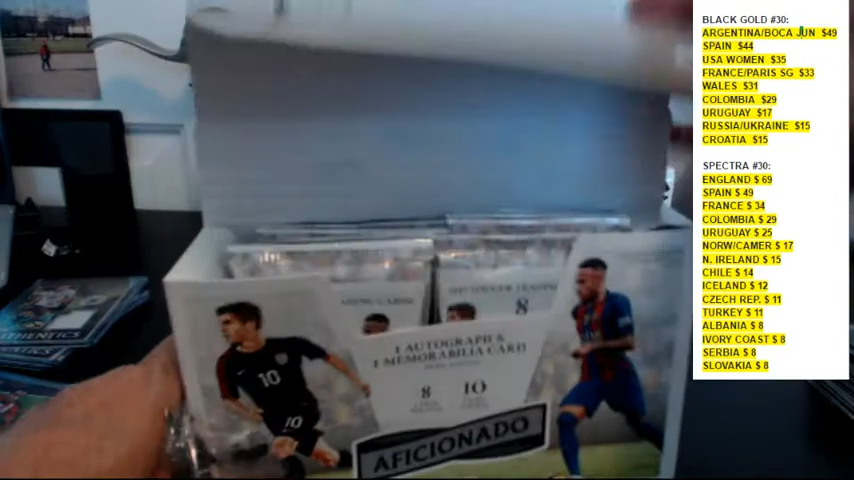 BLACK GOLD #30:
ARGENTINA/BOCA JUN $49
SPAIN $44
USA WOMEN $35
FRANCE/PARIS SG $33
WALES $31
COLOMBIA $29
URUGUAY $17
RUSSIA/UKRAINE $15
CROATIA $15
SPECTRA #30:
ENGLAND $ 69
SPAIN $ 49
FRANCE $ 34
COLOMBIA $ 29
URUGUAY $ 25
NORW/CAMER $ 17
N. IRELAND $ 15
CHILE $ 14
ICELAND $ 12
CZECH REP. $ 11
TURKEY $ 11
ALBANIA $ 8
IVORY COAST $ 8
SERBIA $ 8
SLOVAKIA $ 8
8
1 AUTOGRAPH &
1 MEMORABILIA CARD
8 10
10
10
AFICIONADO
THENTICS